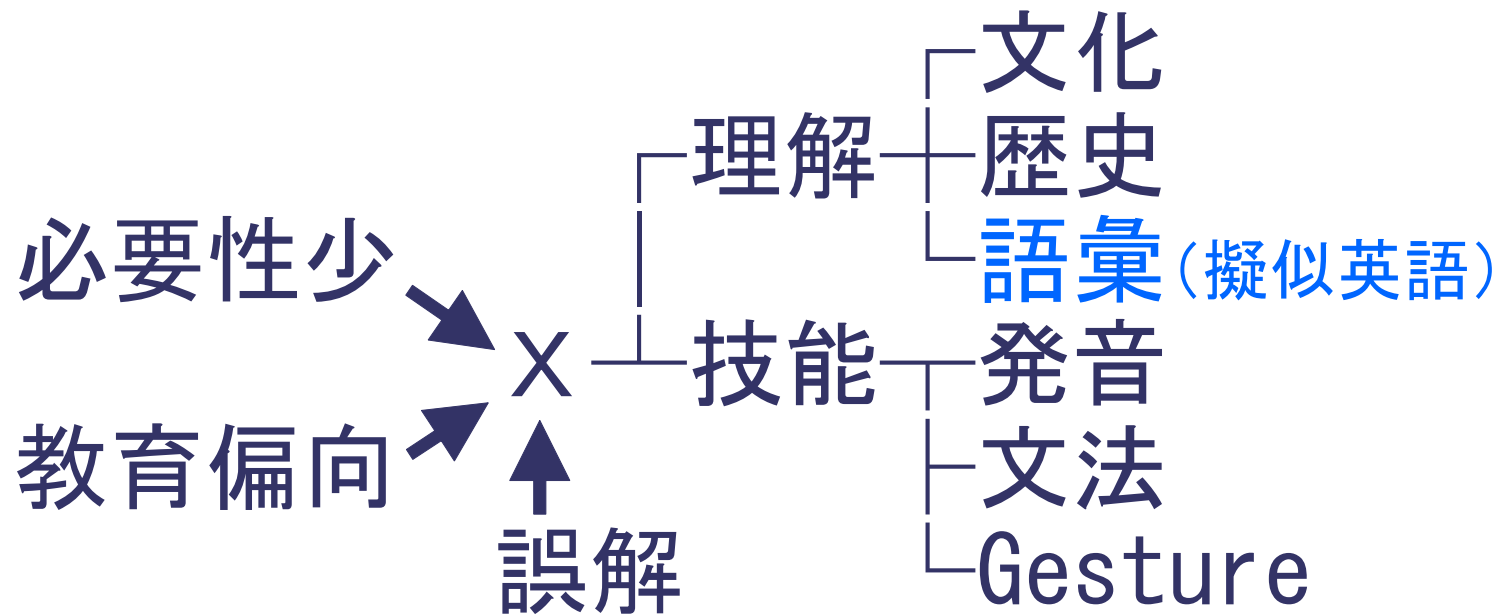 文化
理解 歴史
必要性少 語彙(擬似英語)
X 技能 発音
教育偏向 文法
誤解 Gesture